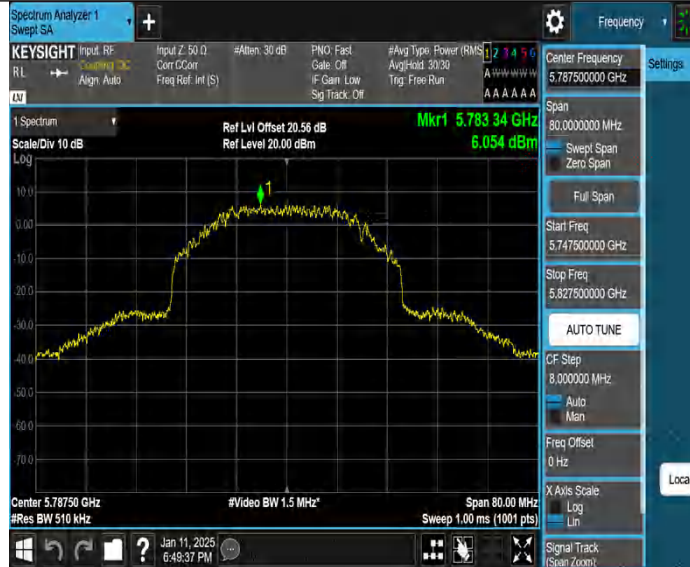 Spectrum Analyzer 1
Swept SA
+
Frequency
KEYSIGHT
RL
LXI
Input: RF
Coupling: DC
Align: Auto
Input Z: 50 Ω
Corr CCorr
Freq Ref: Int (S)
#Atten: 30 dB
PNO: Fast
Gate: Off
IF Gain: Low
Sig Track: Off
#Avg Type: Power (RMS
Avg|Hold: 30/30
Trig: Free Run
1 2 3 4 5 6
A W W W W W
A A A A A A
1 Spectrum
Scale/Div 10 dB
Log
Ref Lvl Offset 20.56 dB
Ref Level 20.00 dBm
Mkr1 5.783 34 GHz
6.054 dBm
1
10.0
0.00
-10.0
-20.0
-30.0
-40.0
-50.0
-60.0
-70.0
Center 5.78750 GHz
#Res BW 510 kHz
#Video BW 1.5 MHz*
Span 80.00 MHz
Sweep 1.00 ms (1001 pts)
?
Jan 11, 2025
6:49:37 PM
Center Frequency
5.787500000 GHz
Span
80.0000000 MHz
Swept Span
Zero Span
Full Span
Start Freq
5.747500000 GHz
Stop Freq
5.827500000 GHz
AUTO TUNE
CF Step
8.000000 MHz
Auto
Man
Freq Offset
0 Hz
X Axis Scale
Log
Lin
Signal Track
(Span Zoom)
Settings
Loca